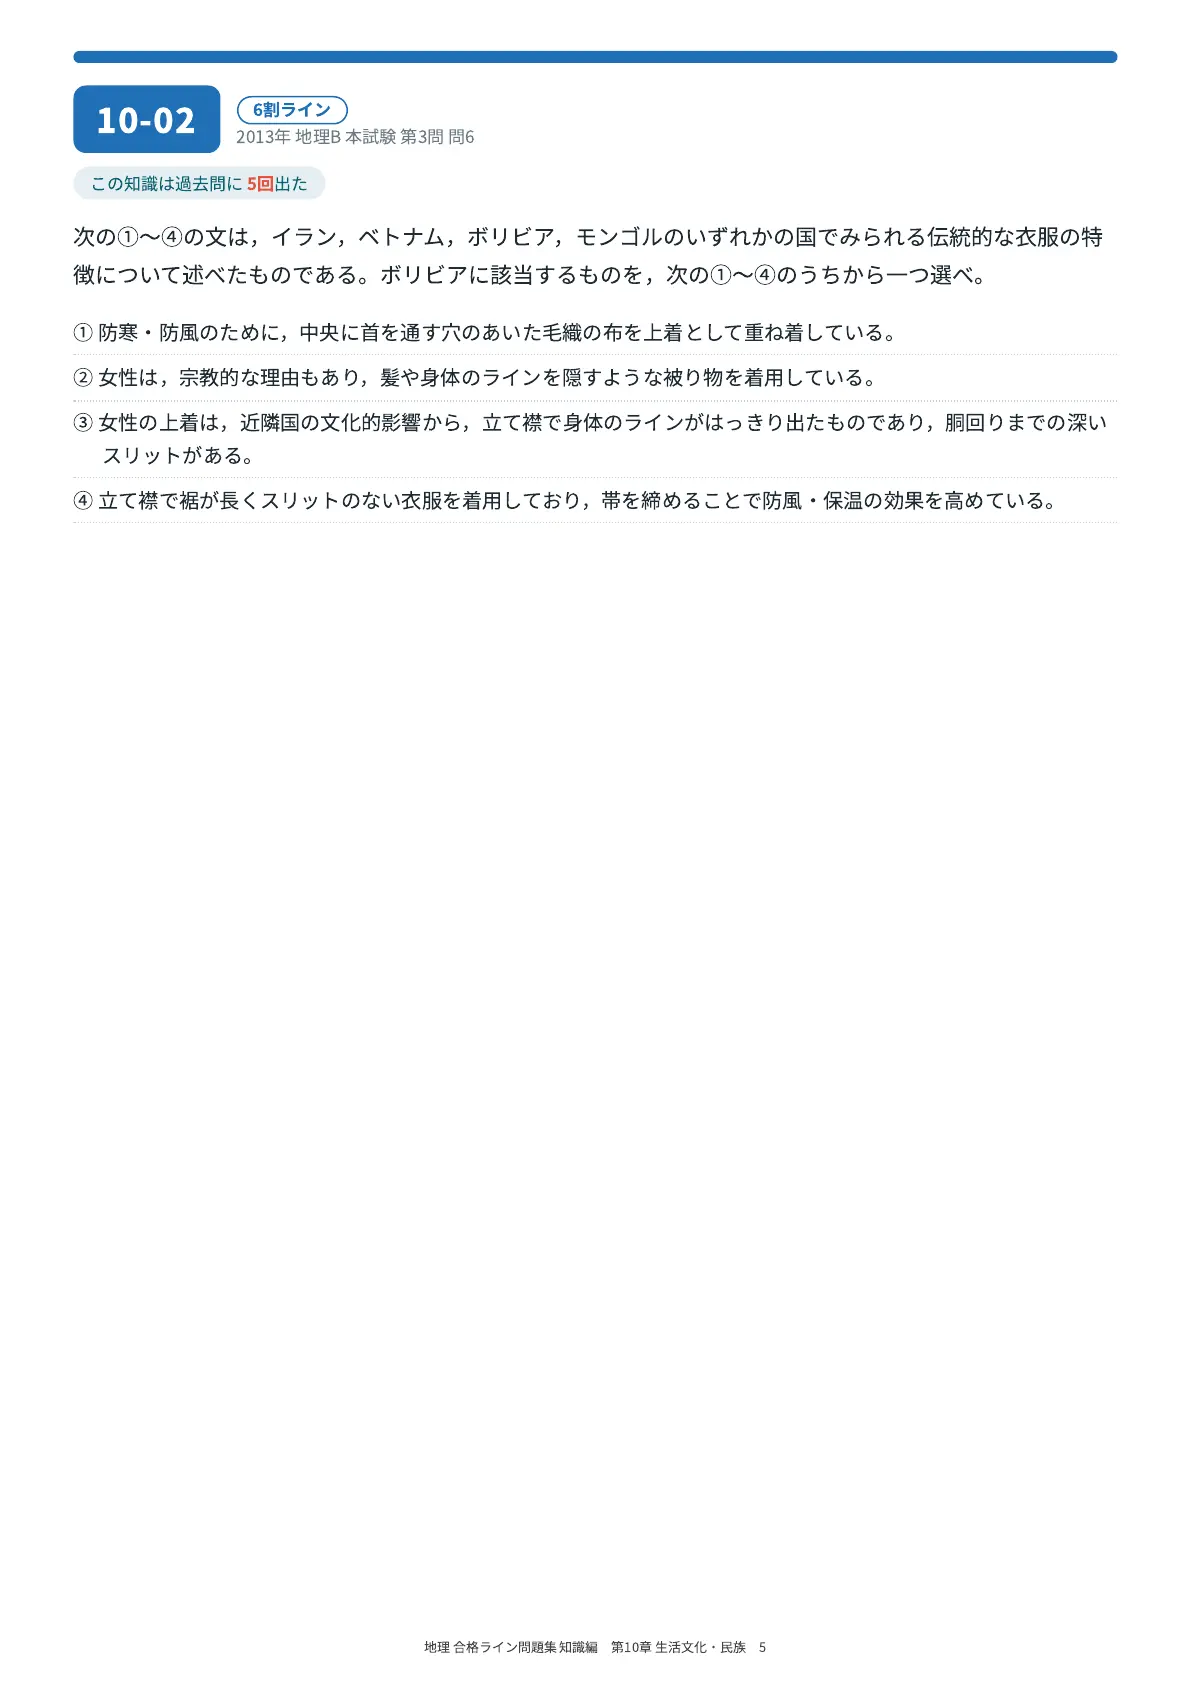 10-02
6割ライン
2013年 地理B 本試験 第3問 問6
この知識は過去問に 5回出た
次の①～④の文は，イラン，ベトナム，ボリビア，モンゴルのいずれかの国でみられる伝統的な衣服の特
徴について述べたものである。ボリビアに該当するものを，次の①～④のうちから一つ選べ。
① 防寒・防風のために，中央に首を通す穴のあいた毛織の布を上着として重ね着している。
② 女性は，宗教的な理由もあり，髪や身体のラインを隠すような被り物を着用している。
③ 女性の上着は，近隣国の文化的影響から，立て襟で身体のラインがはっきり出たものであり，胴回りまでの深い
スリットがある。
④ 立て襟で裾が長くスリットのない衣服を着用しており，帯を締めることで防風・保温の効果を高めている。
地理 合格ライン問題集 知識編　第10章 生活文化・民族　5